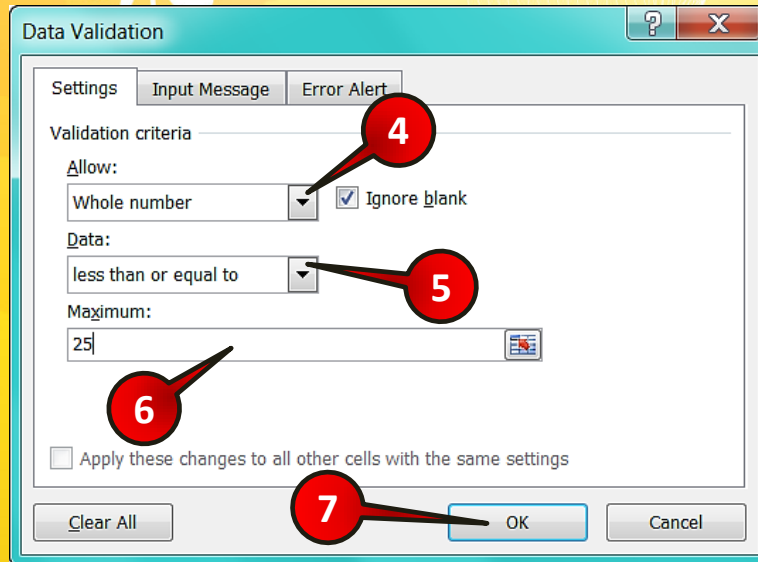 Data Validation
? X
Settings Input Message Error Alert
Validation criteria
4
Allow:
Whole number Ignore blank
Data:
less than or equal to
5
Maximum:
25
6
Apply these changes to all other cells with the same settings
7
Clear All OK Cancel